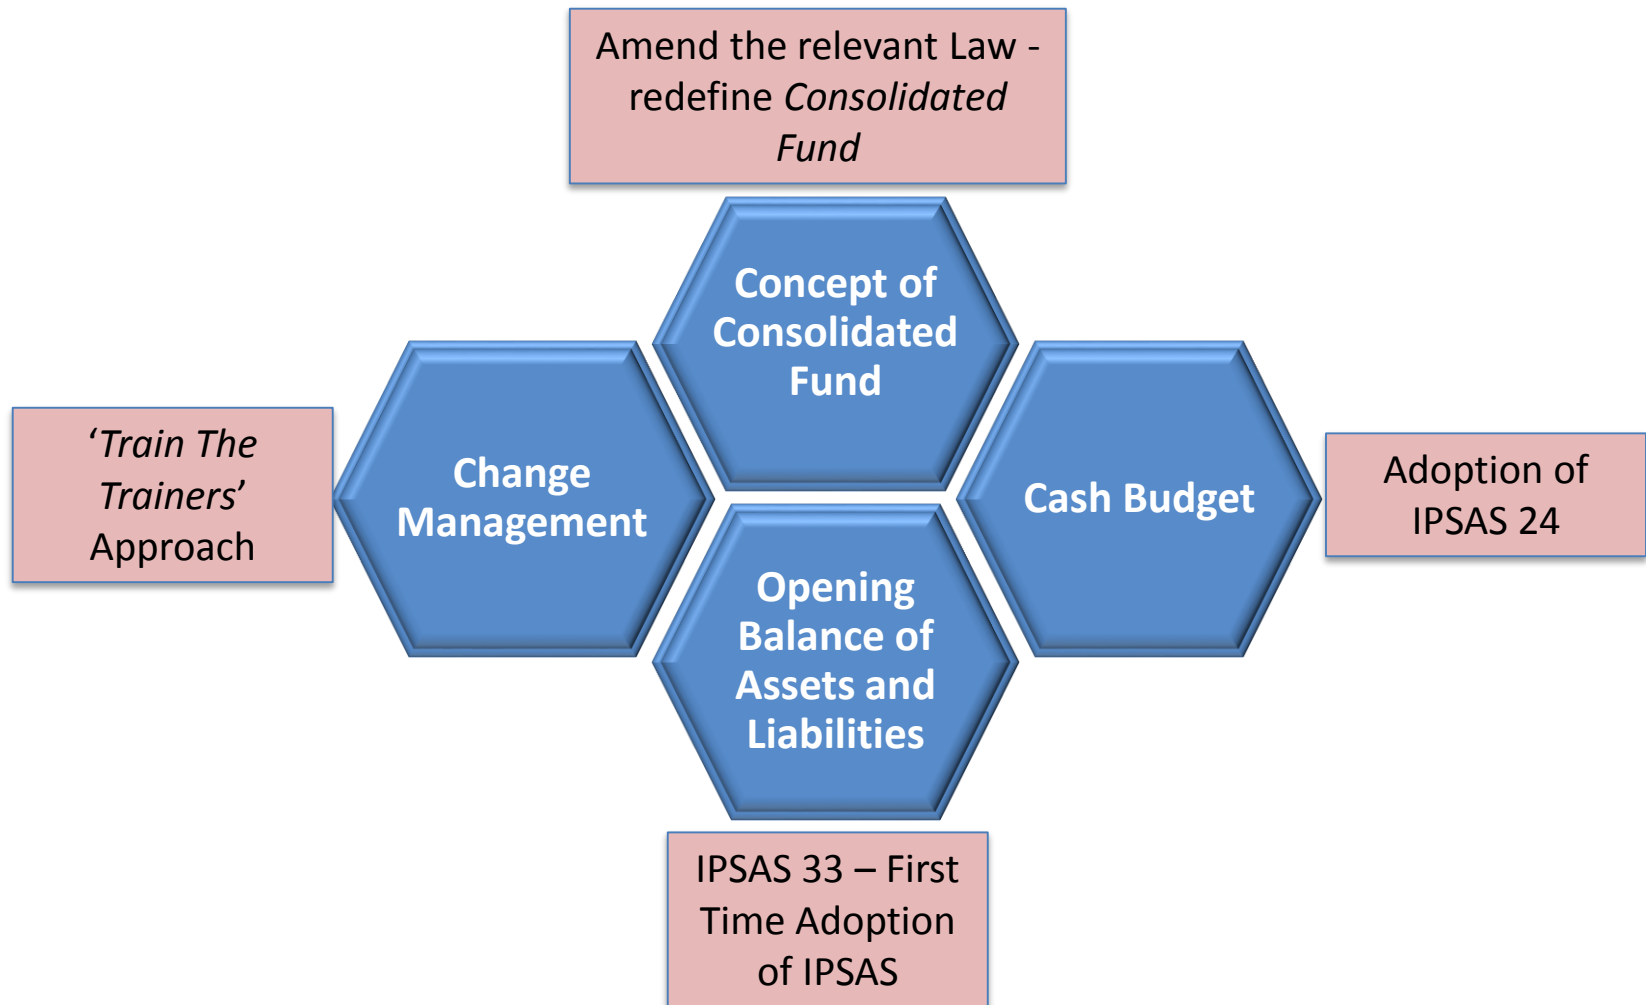 Amend the relevant Law -
redefine Consolidated
Fund
Concept of
Consolidated
Fund
‘Train The
Trainers’
Approach
Change
Management
Cash Budget
Adoption of
IPSAS 24
Opening
Balance of
Assets and
Liabilities
IPSAS 33 – First
Time Adoption
of IPSAS